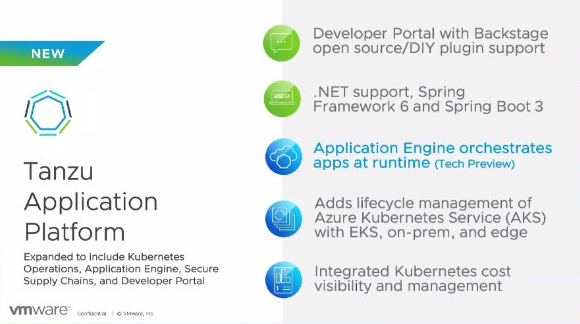 NEW
Tanzu
Application
Platform
Expanded to include Kubernetes
Operations, Application Engine, Secure
Supply Chains, and Developer Portal
Developer Portal with Backstage
open source/DIY plugin support
.NET support, Spring
Framework 6 and Spring Boot 3
Application Engine orchestrates
apps at runtime (Tech Preview)
Adds lifecycle management of
Azure Kubernetes Service (AKS)
with EKS, on-prem, and edge
Integrated Kubernetes cost
visibility and management
vmware® Confidential | © VMware, Inc.